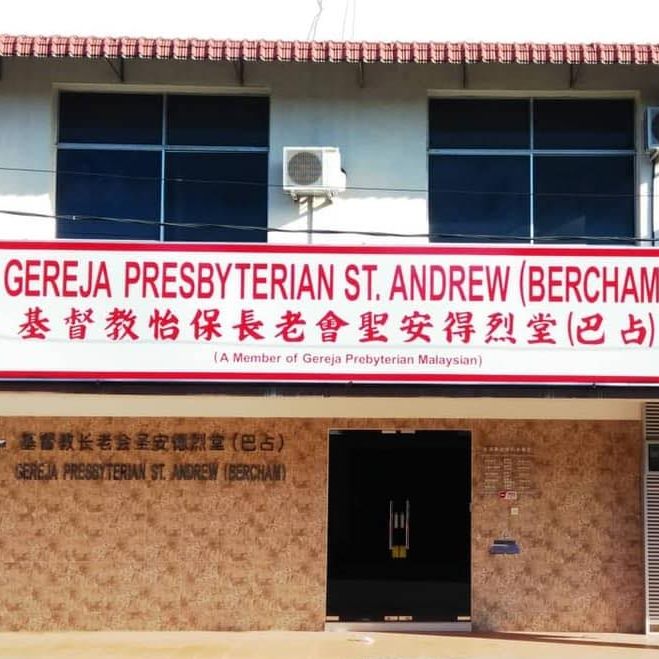 GEREJA PRESBYTERIAN ST. ANDREW (BERCHAM
基督教怡保長老會聖安得烈堂(巴占)
(A Member of Gereja Prebyterian Malaysian)
基督教长老会圣安德烈堂(巴占)
GEREJA PRESBYTERIAN ST. ANDREW (BERCHAM)